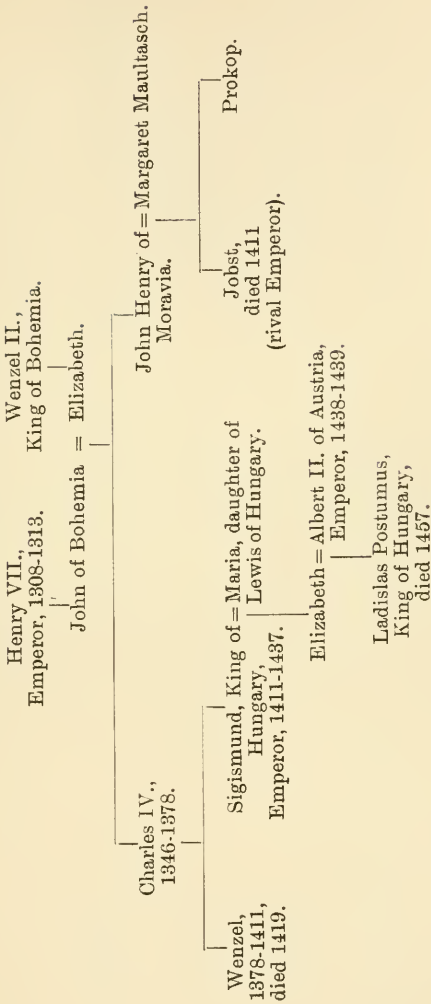 Henry VII.,
Emperor, 1308-1313.
Wenzel II.,
King of Bohemia.
John of Bohemia = Elizabeth.
Charles IV.,
1346-1378.
John Henry of = Margaret Maultasch.
Moravia.
Wenzel,
1378-1411,
died 1419.
Sigismund, King of = Maria, daughter of
Hungary, Lewis of Hungary.
Emperor, 1411-1437.
Jobst,
died 1411
(rival Emperor).
Prokop.
Elizabeth = Albert II. of Austria,
Emperor, 1438-1439.
Ladislas Postumus,
King of Hungary,
died 1457.